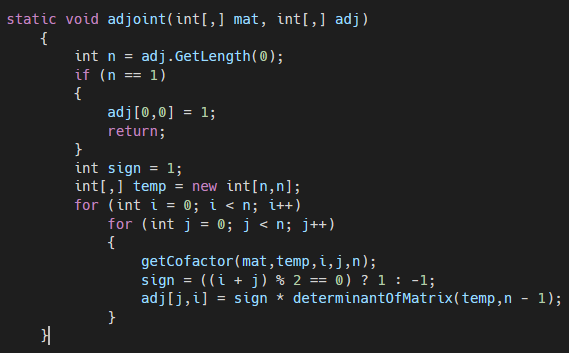 static void adjoint(int[,] mat, int[,] adj)
    {
        int n = adj.GetLength(0);
        if (n == 1)
        {
            adj[0,0] = 1;
            return;
        }
        int sign = 1;
        int[,] temp = new int[n,n];
        for (int i = 0; i < n; i++)
            for (int j = 0; j < n; j++)
            {
                getCofactor(mat,temp,i,j,n);
                sign = ((i + j) % 2 == 0) ? 1 : -1;
                adj[j,i] = sign * determinantOfMatrix(temp,n - 1);
            }
    }